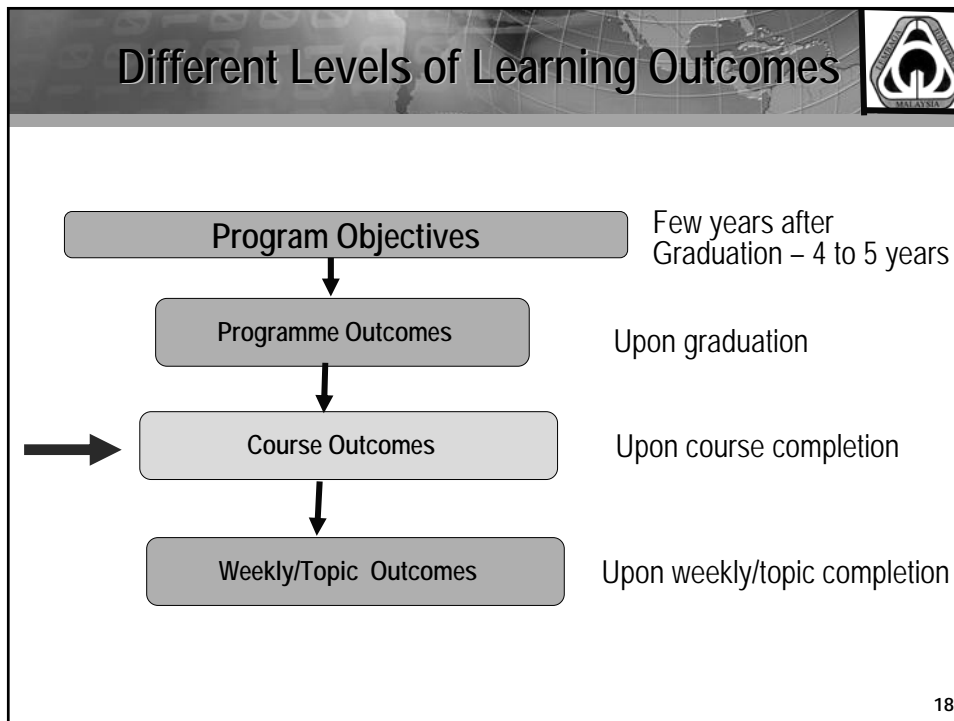 Different Levels of Learning Outcomes
MALAYSIA
Program Objectives
Few years after
Graduation – 4 to 5 years
Programme Outcomes
Upon graduation
Course Outcomes
Upon course completion
Weekly/Topic Outcomes
Upon weekly/topic completion
18